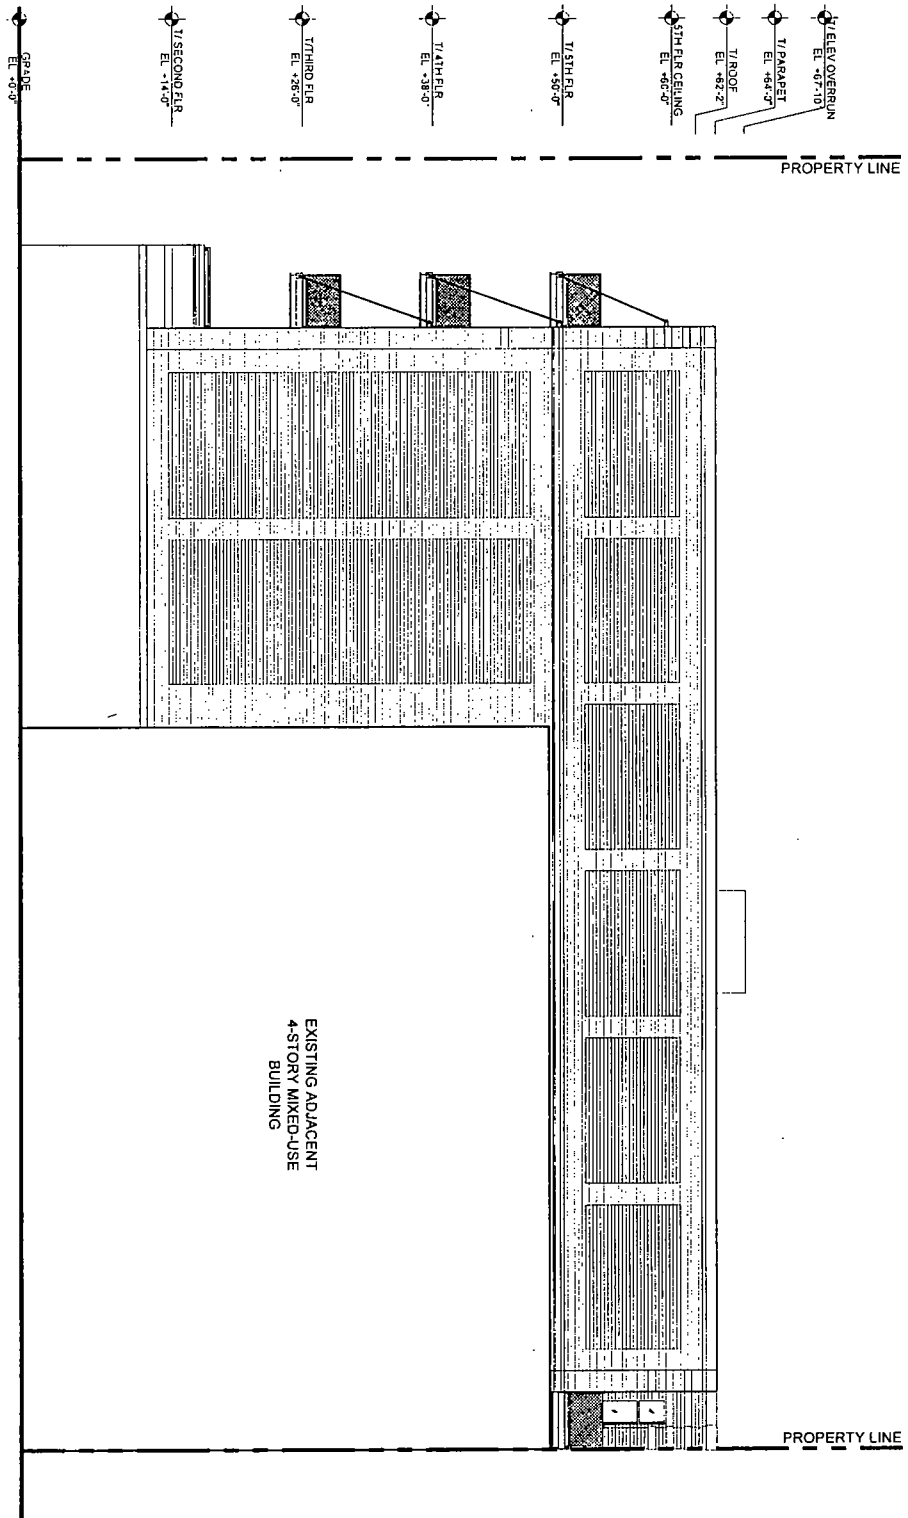 T/ ELEV OVERRUN
EL +67'-10"
T/ PARAPET
EL +64'-0"
T/ ROOF
EL +62'-2"
5TH FLR CEILING
EL +60'-0"
T/ 5TH FLR
EL +50'-0"
T/ 4TH FLR
EL +38'-0"
T/THIRD FLR
EL +26'-0"
T/ SECOND FLR
EL +14'-0"
GRADE
EL +0'-0"
PROPERTY LINE
EXISTING ADJACENT
4-STORY MIXED-USE
BUILDING
PROPERTY LINE